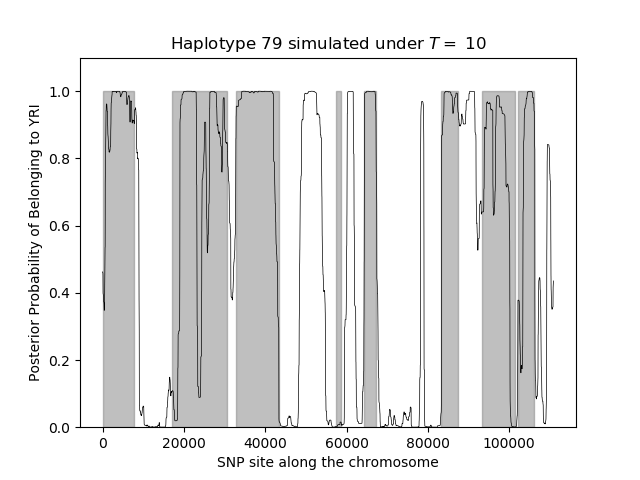 Haplotype 79 simulated under T = 10
Posterior Probability of Belonging to YRI
1.0
0.8
0.6
0.4
0.2
0.0
0 20000 40000 60000 80000 100000
SNP site along the chromosome